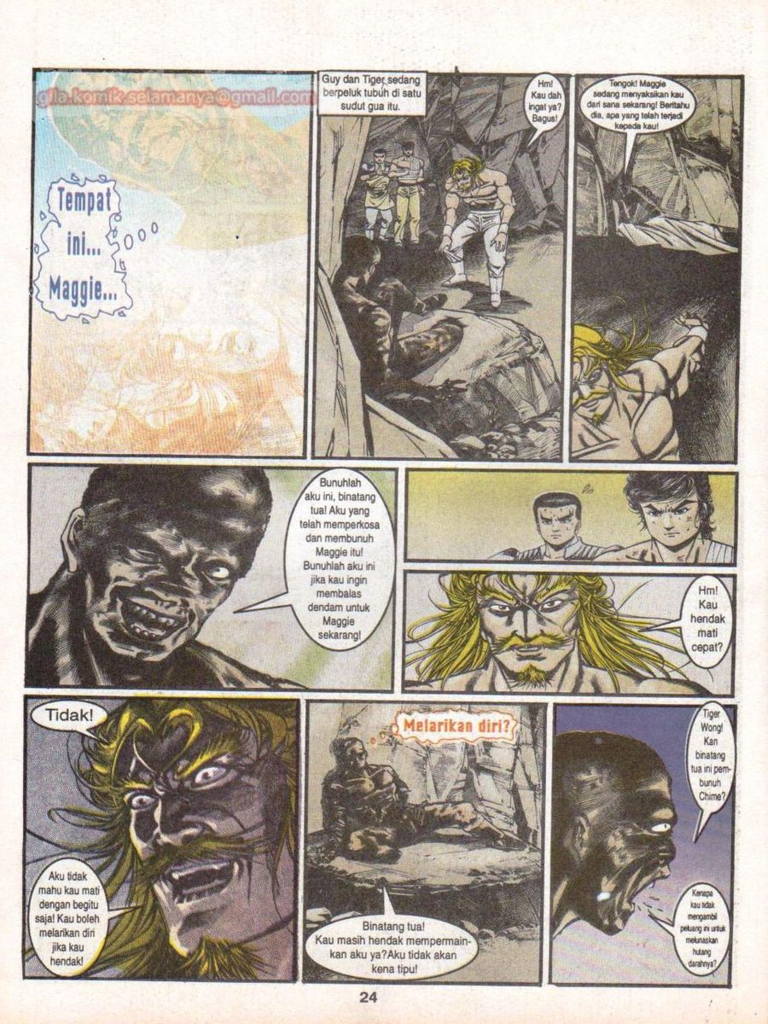 gila.komik.selamanya@gmail.com
Tempat
ini...
Maggie...
Guy dan Tiger sedang
berpeluk tubuh di satu
sudut gua itu.
Hm!
Kau dah
ingat ya?
Bagus!
Tengok! Maggie
sedang menyaksikan kau
dari sana sekarang! Beritahu
dia, apa yang telah terjadi
kepada kau!
Bunuhlah
aku ini, binatang
tua! Aku yang
telah memperkosa
dan membunuh
Maggie itu!
Bunuhlah aku ini
jika kau ingin
membalas
dendam untuk
Maggie
sekarang!
Hm!
Kau
hendak
mati
cepat?
Tidak!
Aku tidak
mahu kau mati
dengan begitu
saja! Kau boleh
melarikan diri
jika kau
hendak!
Melarikan diri?
Binatang tua!
Kau masih hendak mempermain-
kan aku ya?Aku tidak akan
kena tipu!
Tiger
Wong!
Kan
binatang
tua ini pem-
bunuh
Chime?
Kenapa
kau tidak
mengambil
peluang ini untuk
melunaskan
hutang
darahnya?
24